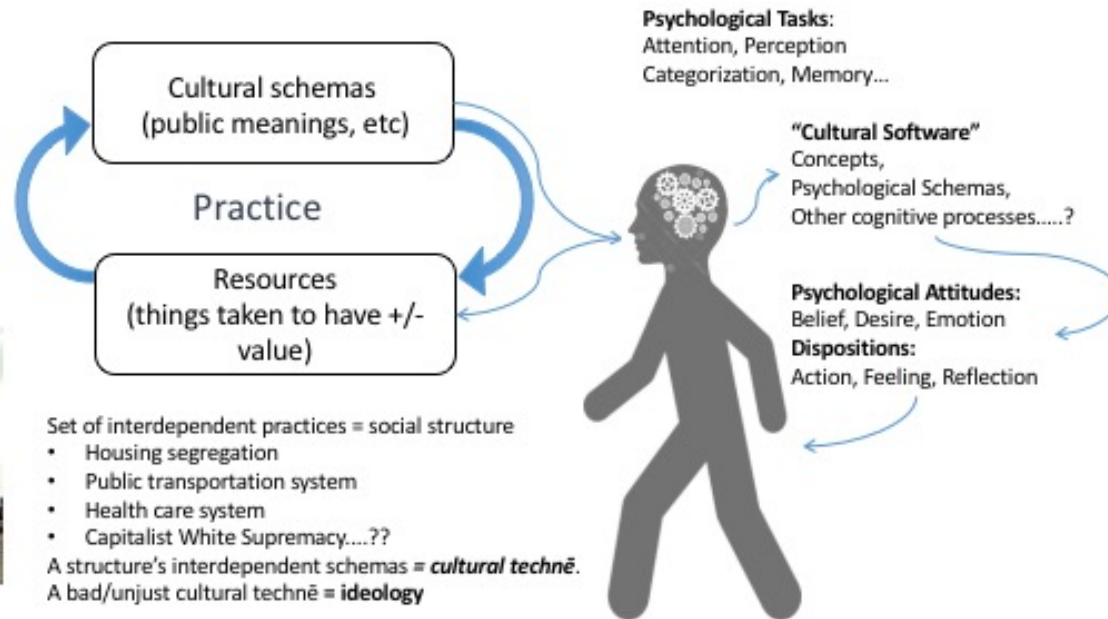 Psychological Tasks:
Attention, Perception
Categorization, Memory...
Cultural schemas
(public meanings, etc)
Practice
Resources
(things taken to have +/-
value)
“Cultural Software”
Concepts,
Psychological Schemas,
Other cognitive processes.....?
Psychological Attitudes:
Belief, Desire, Emotion
Dispositions:
Action, Feeling, Reflection
Set of interdependent practices = social structure
• Housing segregation
• Public transportation system
• Health care system
• Capitalist White Supremacy....??
A structure’s interdependent schemas = cultural technē.
A bad/unjust cultural technē = ideology